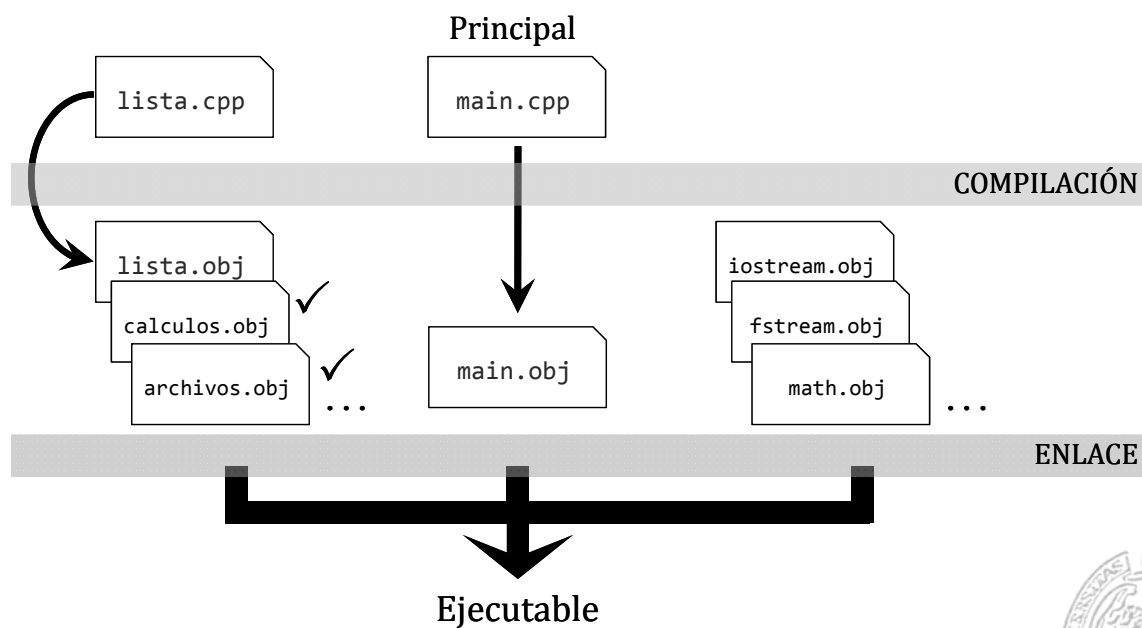 Principal
lista.cpp
main.cpp
COMPILACIÓN
lista.obj
calculos.obj
archivos.obj
...
main.obj
iostream.obj
fstream.obj
math.obj
...
ENLACE
Ejecutable